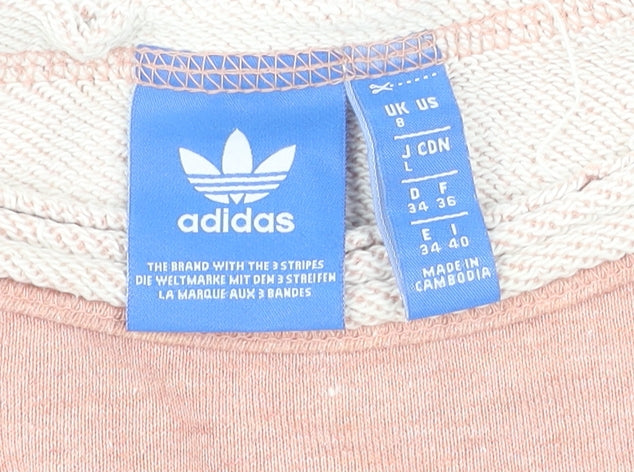 adidas
THE BRAND WITH THE 3 STRIPES
DIE WELTMARKE MIT DEN 3 STREIFEN
LA MARQUE AUX 3 BANDES
UK US
8
J CDN
L
D F
34 36
E I
34 40
MADE IN
CAMBODIA